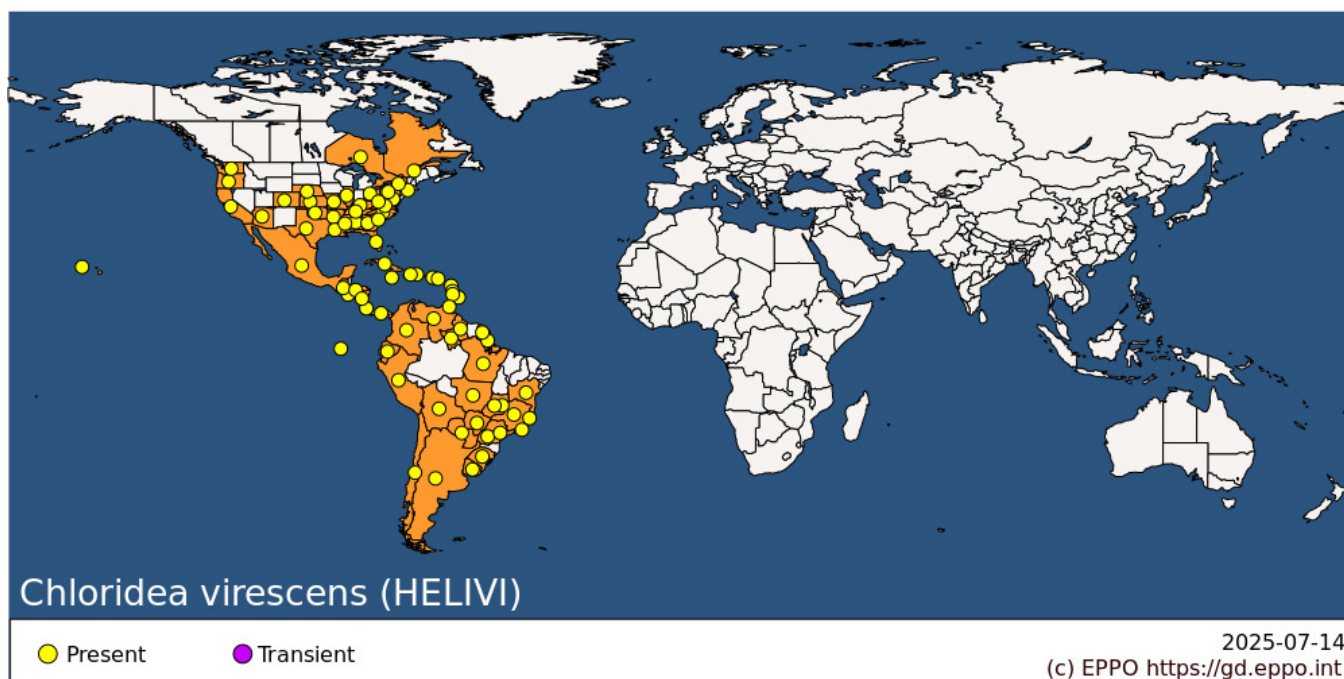 Chloridea virescens (HELIVI)
Present
Transient
2025-07-14
(c) EPPO https://gd.eppo.int